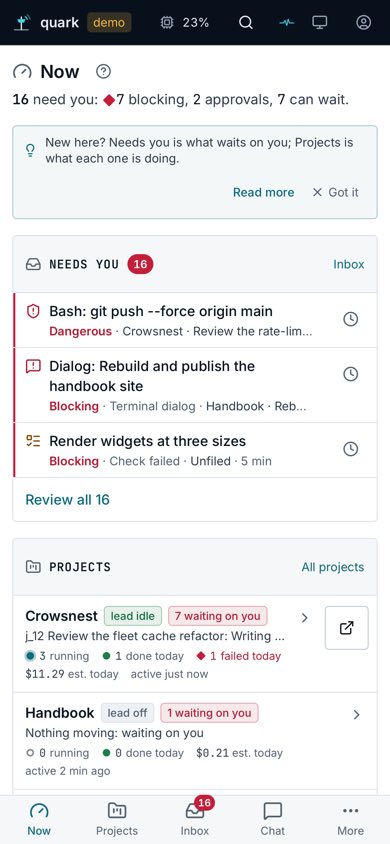 quark demo 23%
Now
16 need you: 7 blocking, 2 approvals, 7 can wait.
New here? Needs you is what waits on you; Projects is
what each one is doing.
Read more Got it
NEEDS YOU 16 Inbox
Bash: git push --force origin main
Dangerous · Crowsnest · Review the rate-lim...
Dialog: Rebuild and publish the
handbook site
Blocking · Terminal dialog · Handbook · Reb...
Render widgets at three sizes
Blocking · Check failed · Unfiled · 5 min
Review all 16
PROJECTS All projects
Crowsnest lead idle 7 waiting on you
j_12 Review the fleet cache refactor: Writing ...
3 running 1 done today 1 failed today
$11.29 est. today active just now
Handbook lead off 1 waiting on you
Nothing moving: waiting on you
0 running 0 done today $0.21 est. today
active 2 min ago
16
Now Projects Inbox Chat More